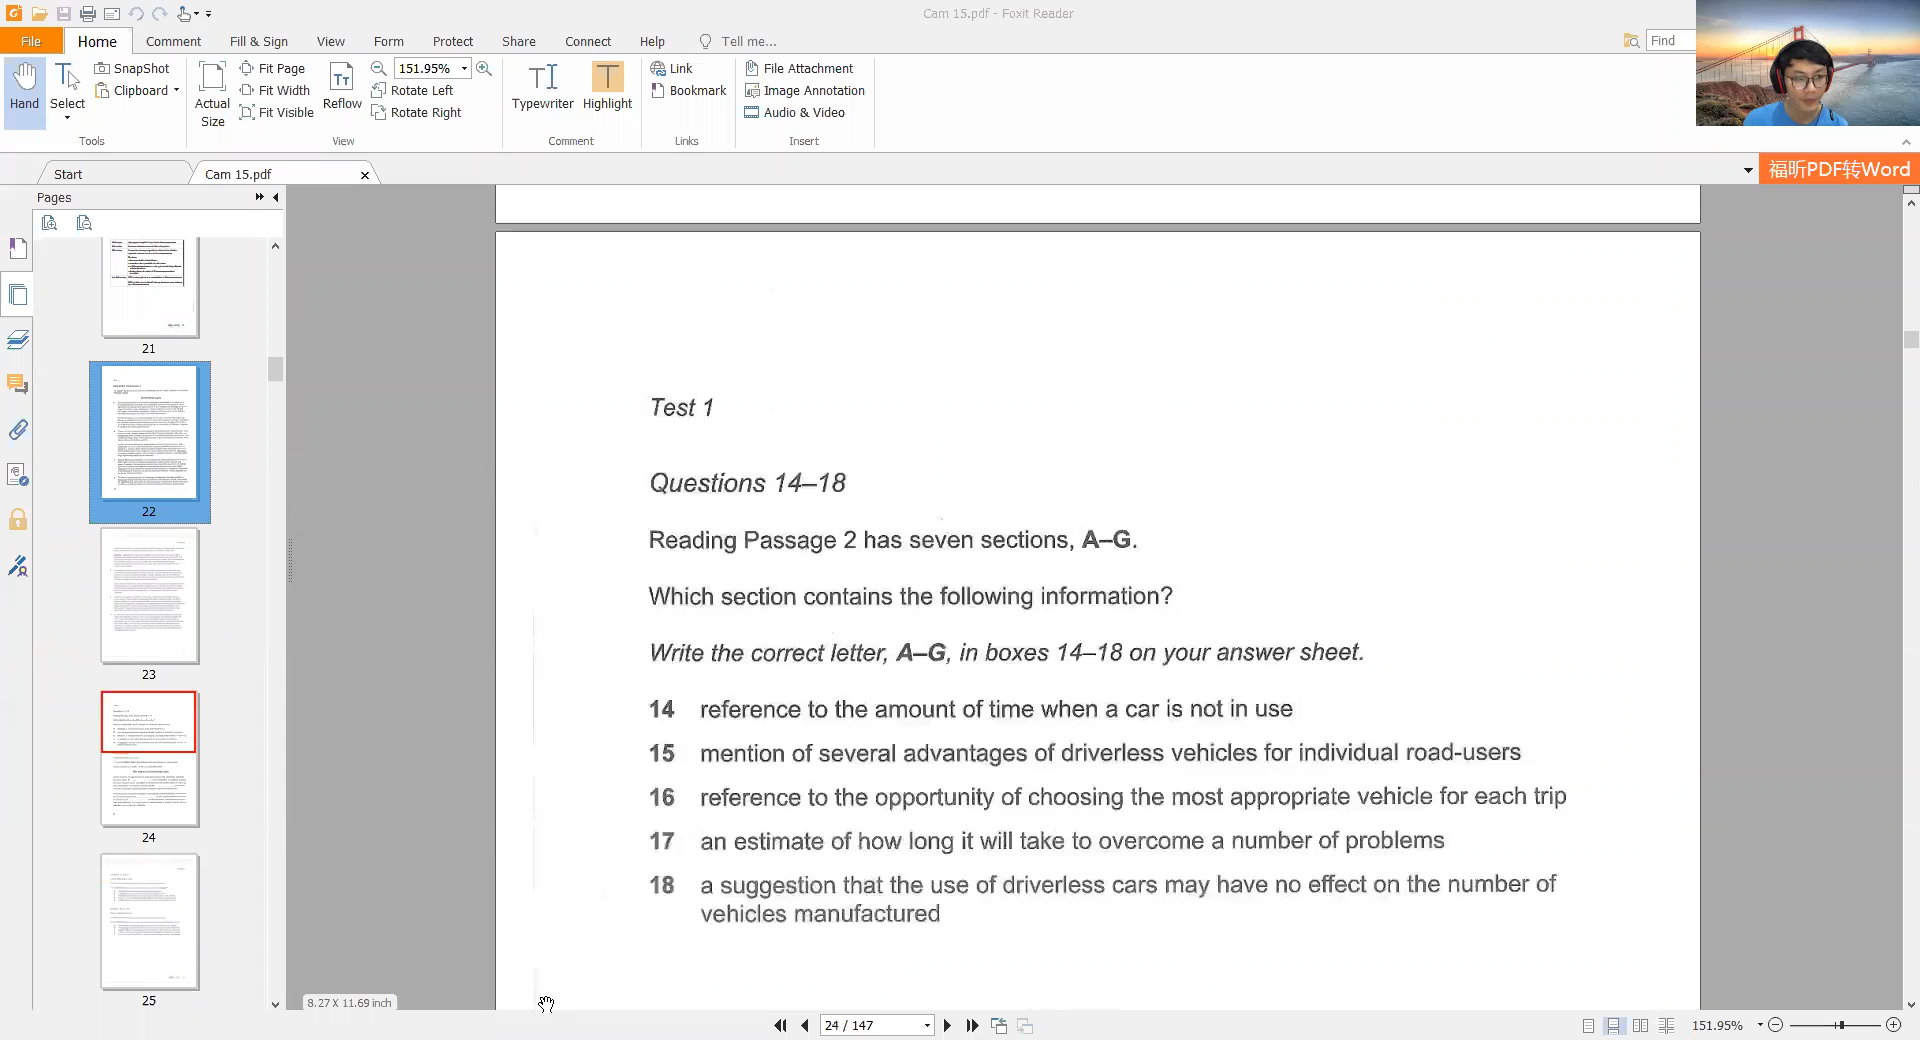 Cam 15.pdf - Foxit Reader
File
Home
Comment
Fill & Sign
View
Form
Protect
Share
Connect
Help
Tell me...
Find
Hand
Select
SnapShot
Clipboard
Actual
Size
Fit Page
Fit Width
Fit Visible
Reflow
151.95%
Rotate Left
Rotate Right
Typewriter
Highlight
Link
Bookmark
File Attachment
Image Annotation
Audio & Video
Tools
View
Comment
Links
Insert
Start
Cam 15.pdf
福昕PDF转Word
Pages
21
22
23
24
25
Test 1
Questions 14–18
Reading Passage 2 has seven sections, A–G.
Which section contains the following information?
Write the correct letter, A–G, in boxes 14–18 on your answer sheet.
14 reference to the amount of time when a car is not in use
15 mention of several advantages of driverless vehicles for individual road-users
16 reference to the opportunity of choosing the most appropriate vehicle for each trip
17 an estimate of how long it will take to overcome a number of problems
18 a suggestion that the use of driverless cars may have no effect on the number of
vehicles manufactured
8.27 X 11.69 inch
24 / 147
151.95%